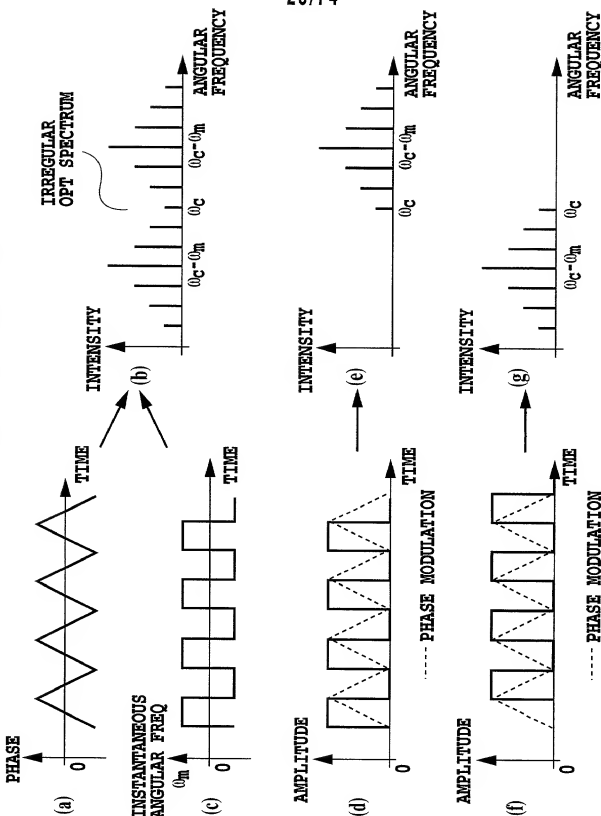 PHASE
0
TIME
(a)
INTENSITY
(b)
IRREGULAR
OPT SPECTRUM
ωc-ωm
ωc
ωc-ωm
ANGULAR
FREQUENCY
INSTANTANEOUS
ANGULAR FREQ
ωm
0
TIME
(c)
AMPLITUDE
0
TIME
(d)
---- PHASE MODULATION
INTENSITY
(e)
ωc
ωc-ωm
ANGULAR
FREQUENCY
AMPLITUDE
0
TIME
(f)
---- PHASE MODULATION
INTENSITY
(g)
ωc-ωm
ωc
ANGULAR
FREQUENCY